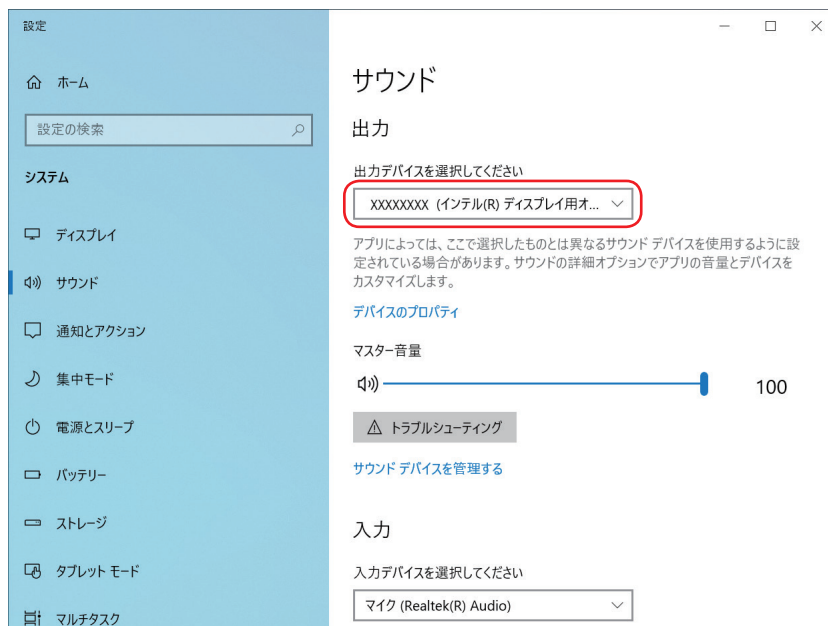 設定
ホーム
設定の検索
システム
ディスプレイ
サウンド
通知とアクション
集中モード
電源とスリープ
バッテリー
ストレージ
タブレット モード
マルチタスク
サウンド
出力
出力デバイスを選択してください
XXXXXXXX (インテル(R) ディスプレイ用オ...
アプリによっては、ここで選択したものとは異なるサウンド デバイスを使用するように設
定されている場合があります。サウンドの詳細オプションでアプリの音量とデバイスを
カスタマイズします。
デバイスのプロパティ
マスター音量
100
トラブルシューティング
サウンド デバイスを管理する
入力
入力デバイスを選択してください
マイク (Realtek(R) Audio)